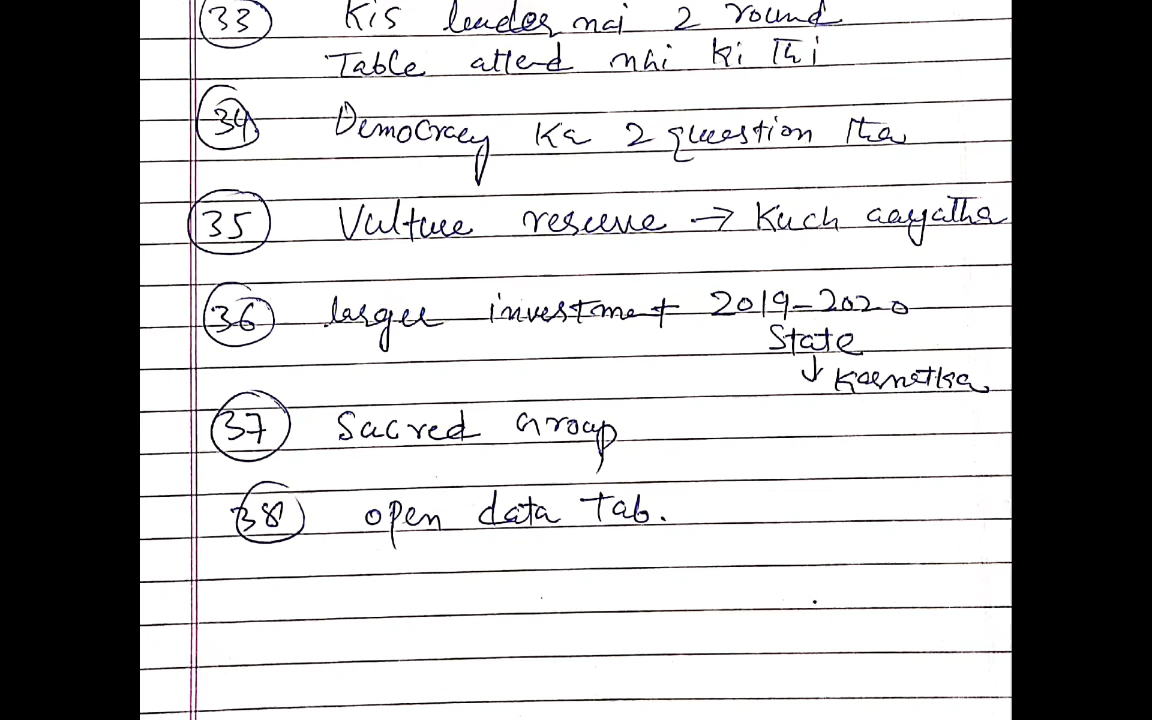 33 Kis leader nai 2 round
Table attend nhi ki thi
34 Democracy Ka 2 question tha
35 Vulture rescue → Kuch aaya tha
36 larger investment 2019-2020
State
↓ Karnatka
37 Sacred Group
38 open data Tab.